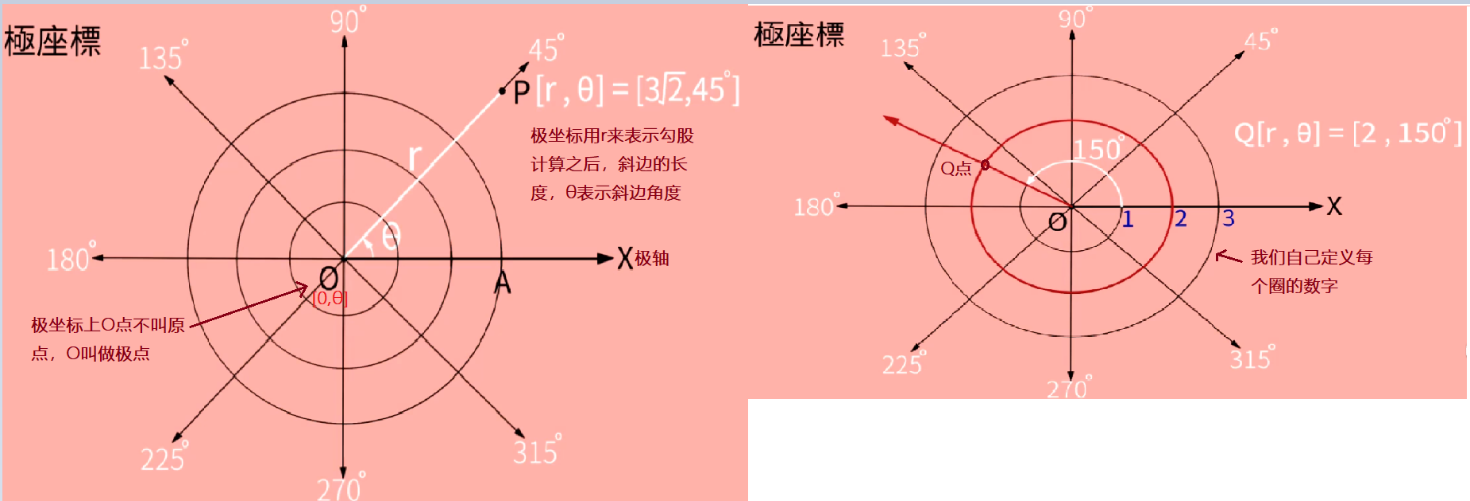 極座標
90°
135°
45°
P[r,θ]=[3√2,45°]
极坐标用r来表示勾股
计算之后，斜边的长
度，θ表示斜边角度
r
θ
180°
X极轴
O
A
[0,θ]
极坐标上O点不叫原
点，O叫做极点
225°
315°
270°
極座標
90°
135°
45°
Q[r,θ]=[2,150°]
150°
Q点
180°
X
O
1
2
3
我们自己定义每
个圈的数字
225°
315°
270°